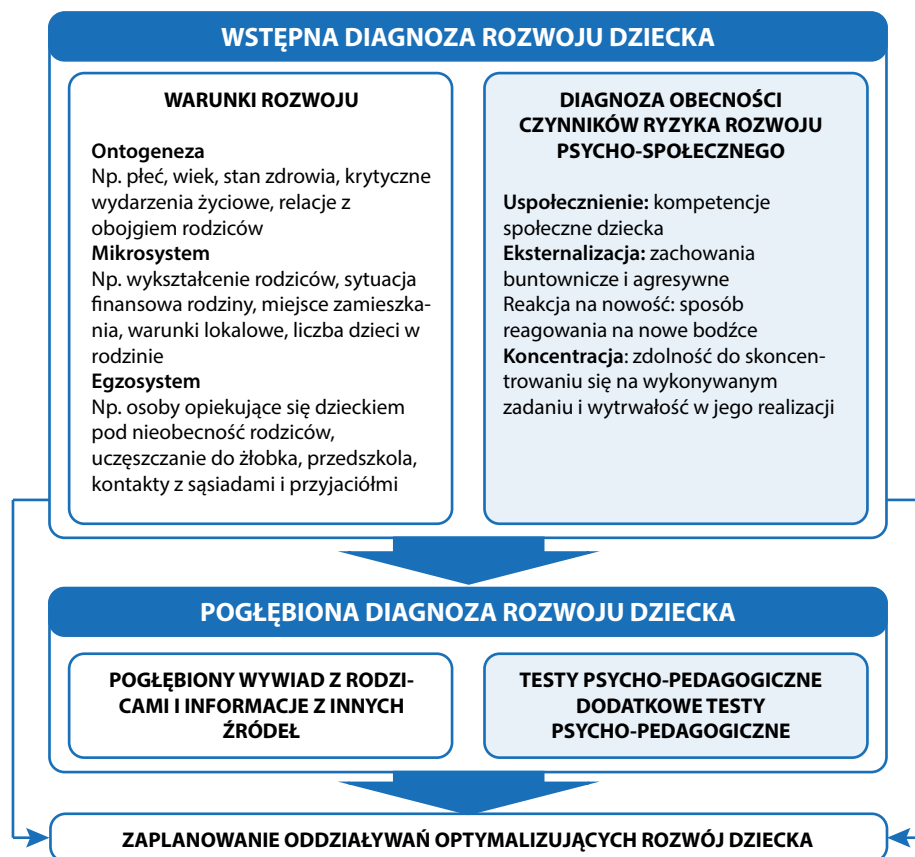 WSTĘPNA DIAGNOZA ROZWOJU DZIECKA
WARUNKI ROZWOJU
Ontogeneza
Np. płeć, wiek, stan zdrowia, krytyczne
wydarzenia życiowe, relacje z
obojgiem rodziców
Mikrosystem
Np. wykształcenie rodziców, sytuacja
finansowa rodziny, miejsce zamieszka-
nia, warunki lokalowe, liczba dzieci w
rodzinie
Egzosystem
Np. osoby opiekujące się dzieckiem
pod nieobecność rodziców,
uczęszczanie do żłobka, przedszkola,
kontakty z sąsiadami i przyjaciółmi
DIAGNOZA OBECNOŚCI
CZYNNIKÓW RYZYKA ROZWOJU
PSYCHO-SPOŁECZNEGO
Uspołecznienie: kompetencje
społeczne dziecka
Eksternalizacja: zachowania
buntownicze i agresywne
Reakcja na nowość: sposób
reagowania na nowe bodźce
Koncentracja: zdolność do skoncen-
trowaniu się na wykonywanym
zadaniu i wytrwałość w jego realizacji
POGŁĘBIONA DIAGNOZA ROZWOJU DZIECKA
POGŁĘBIONY WYWIAD Z RODZI-
CAMI I INFORMACJE Z INNYCH
ŹRÓDEŁ
TESTY PSYCHO-PEDAGOGICZNE
DODATKOWE TESTY
PSYCHO-PEDAGOGICZNE
ZAPLANOWANIE ODDZIAŁYWAŃ OPTYMALIZUJĄCYCH ROZWÓJ DZIECKA